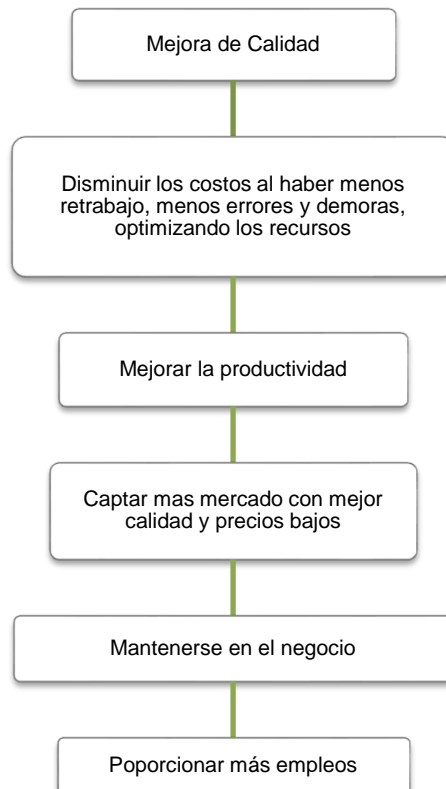 Mejora de Calidad
Disminuir los costos al haber menos
retrabajo, menos errores y demoras,
optimizando los recursos
Mejorar la productividad
Captar mas mercado con mejor
calidad y precios bajos
Mantenerse en el negocio
Poporcionar más empleos